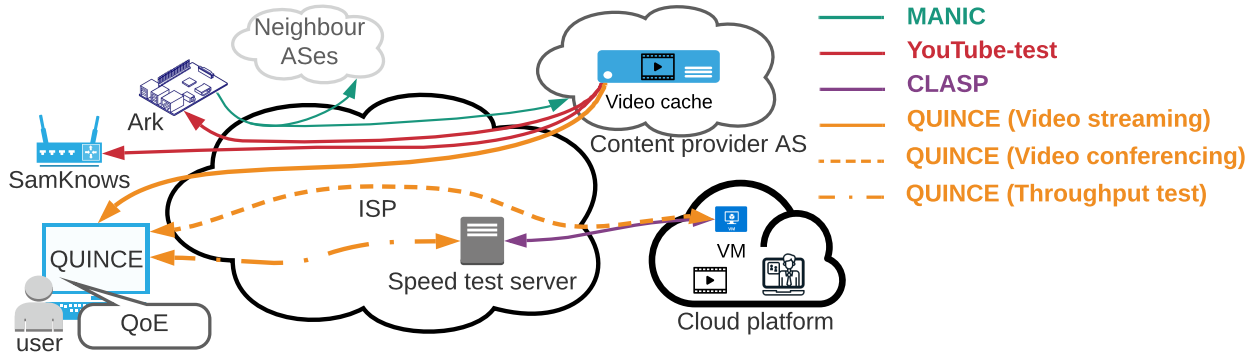 Neighbour
ASes
Ark
SamKnows
Video cache
Content provider AS
ISP
QUINCE
Speed test server
VM
VM
Cloud platform
QoE
user
MANIC
YouTube-test
CLASP
QUINCE (Video streaming)
QUINCE (Video conferencing)
QUINCE (Throughput test)